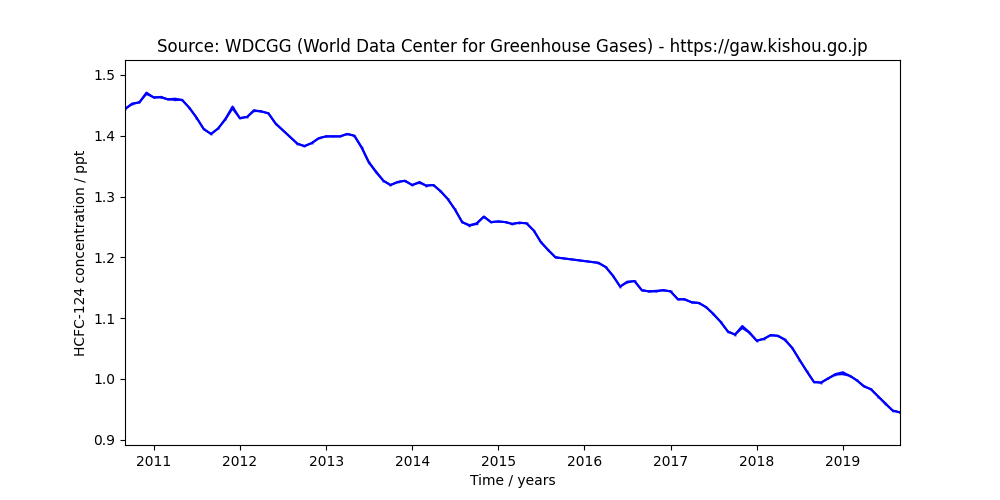 Source: WDCGG (World Data Center for Greenhouse Gases) - https://gaw.kishou.go.jp
HCFC-124 concentration / ppt
1.5
1.4
1.3
1.2
1.1
1.0
0.9
2011 2012 2013 2014 2015 2016 2017 2018 2019
Time / years